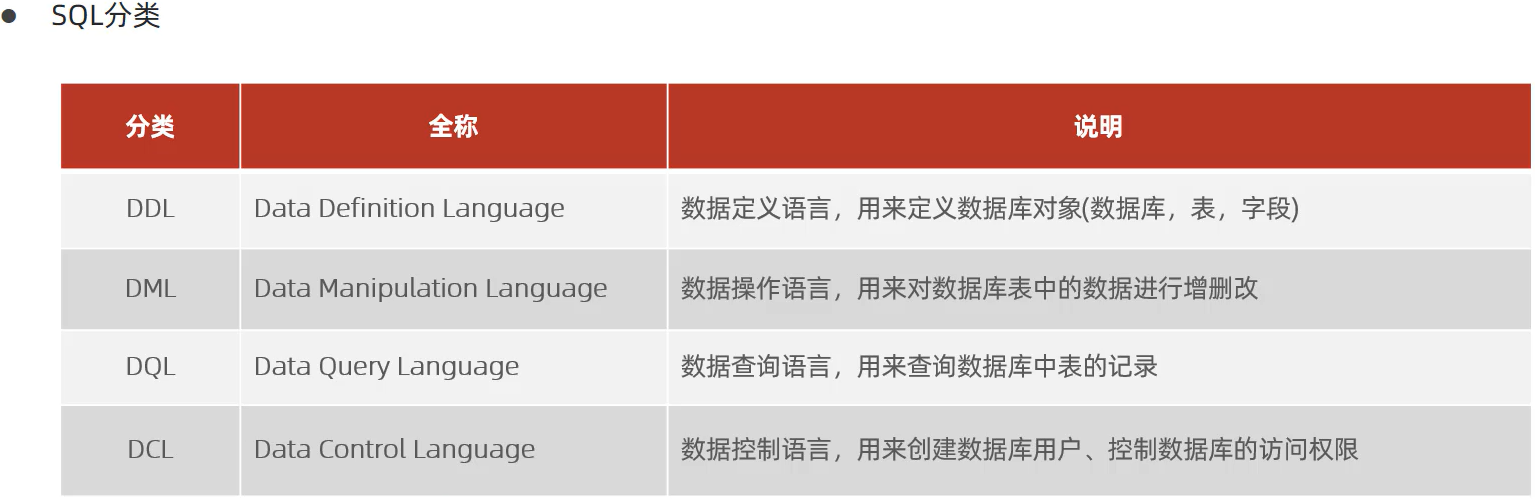 ● SQL分类
分类 全称 说明
DDL Data Definition Language 数据定义语言，用来定义数据库对象(数据库，表，字段)
DML Data Manipulation Language 数据操作语言，用来对数据库表中的数据进行增删改
DQL Data Query Language 数据查询语言，用来查询数据库中表的记录
DCL Data Control Language 数据控制语言，用来创建数据库用户、控制数据库的访问权限